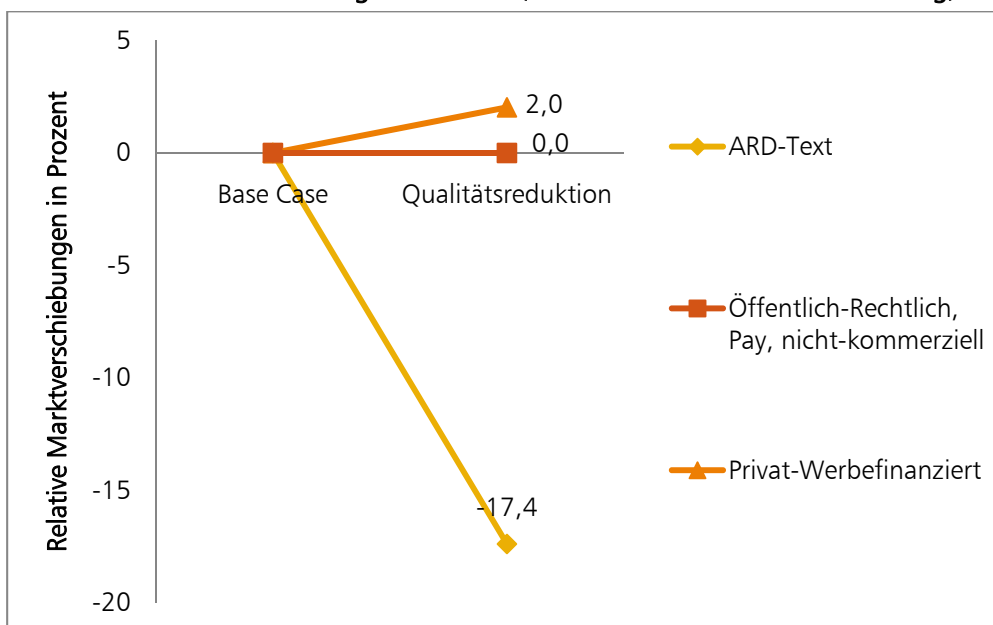 5
0
-5
-10
-15
-20
Relative Marktverschiebungen in Prozent
2,0
0,0
-17,4
Base Case
Qualitätsreduktion
ARD-Text
Öffentlich-Rechtlich,
Pay, nicht-kommerziell
Privat-Werbefinanziert